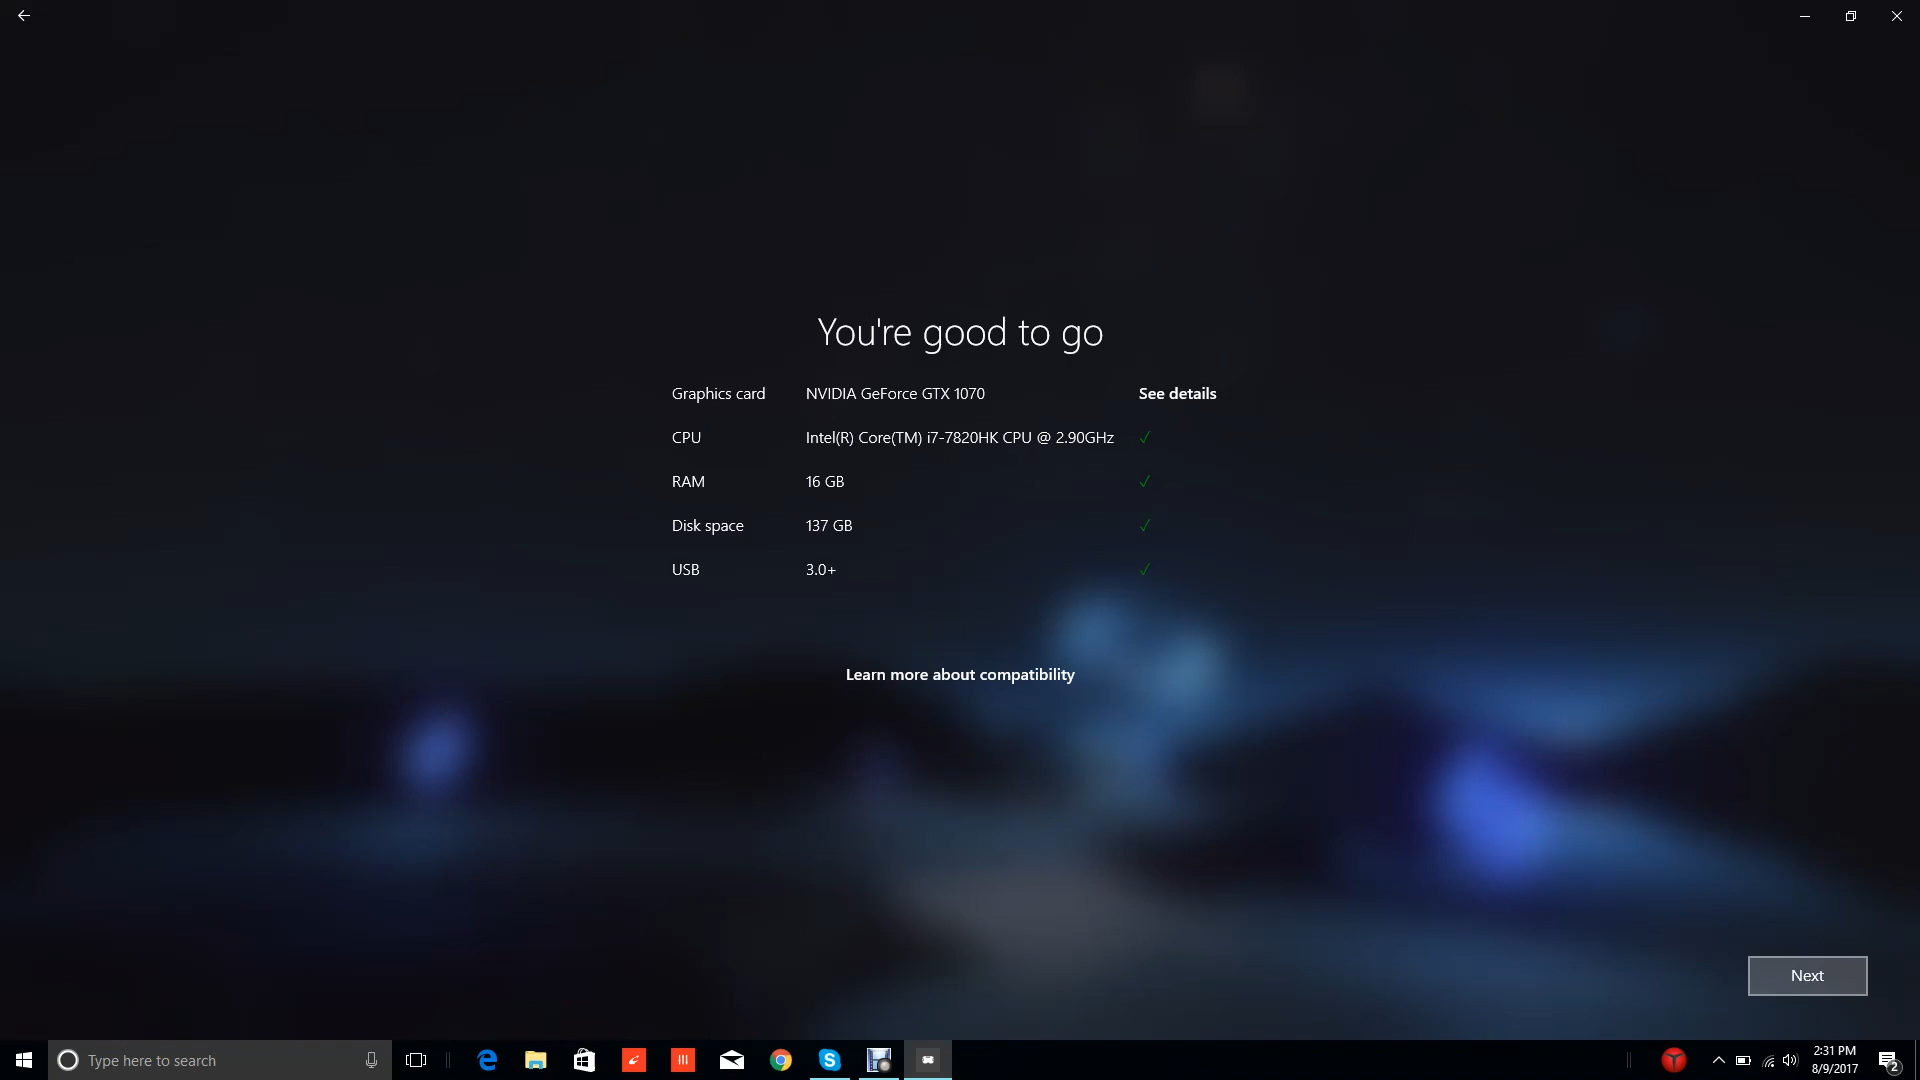 You're good to go
Graphics card NVIDIA GeForce GTX 1070 See details
CPU Intel(R) Core(TM) i7-7820HK CPU @ 2.90GHz ✓
RAM 16 GB ✓
Disk space 137 GB ✓
USB 3.0+ ✓
Learn more about compatibility
Next
Type here to search
2:31 PM
8/9/2017
2